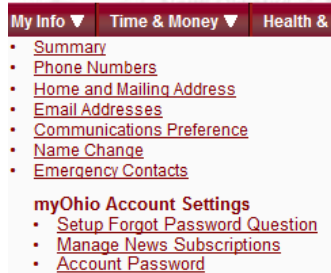 My Info ▼ Time & Money ▼ Health &
• Summary
• Phone Numbers
• Home and Mailing Address
• Email Addresses
• Communications Preference
• Name Change
• Emergency Contacts
myOhio Account Settings
• Setup Forgot Password Question
• Manage News Subscriptions
• Account Password